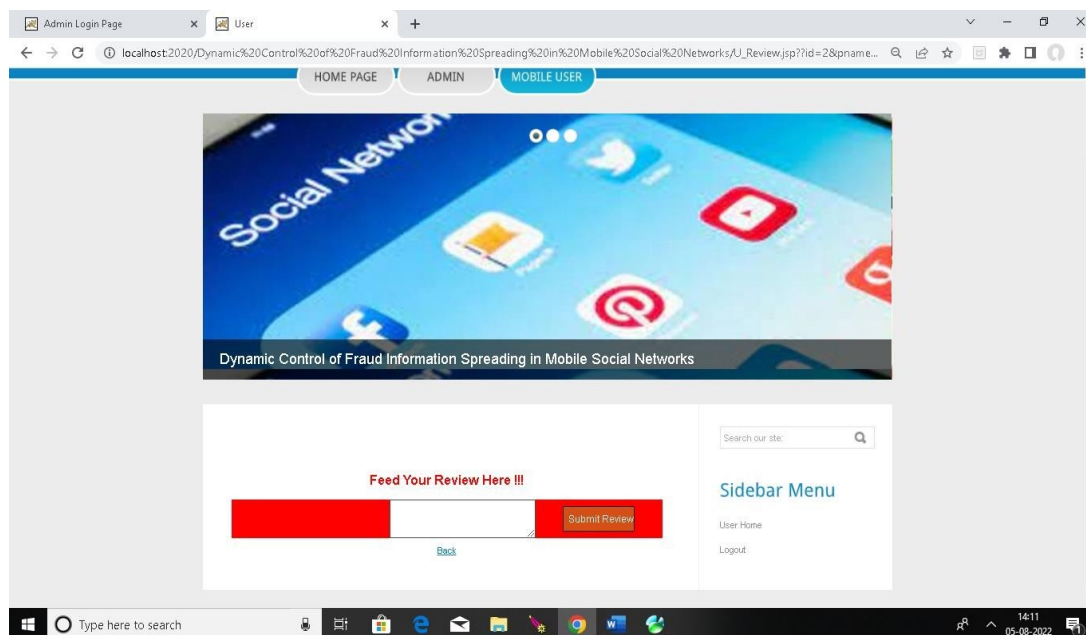 Admin Login Page
User
localhost:2020/Dynamic%20Control%20of%20Fraud%20Information%20Spreading%20in%20Mobile%20Social%20Networks/U_Review.jsp??id=2&pname...
HOME PAGE ADMIN MOBILE USER
Social Networ
Dynamic Control of Fraud Information Spreading in Mobile Social Networks
Search our ste:
Feed Your Review Here !!!
Sidebar Menu
Submit Review
User Home
Back
Logout
Type here to search
14:11
05-08-2022